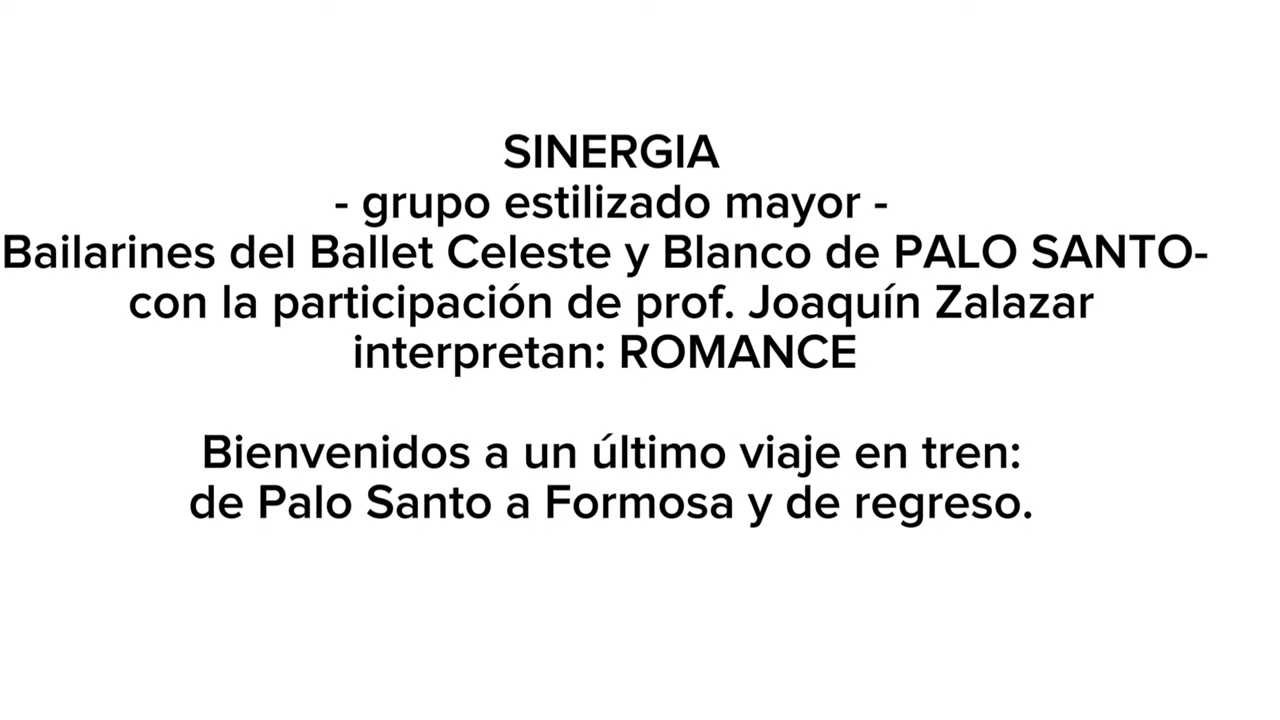 SINERGIA
- grupo estilizado mayor -
Bailarines del Ballet Celeste y Blanco de PALO SANTO-
con la participación de prof. Joaquín Zalazar
interpretan: ROMANCE
Bienvenidos a un último viaje en tren:
de Palo Santo a Formosa y de regreso.